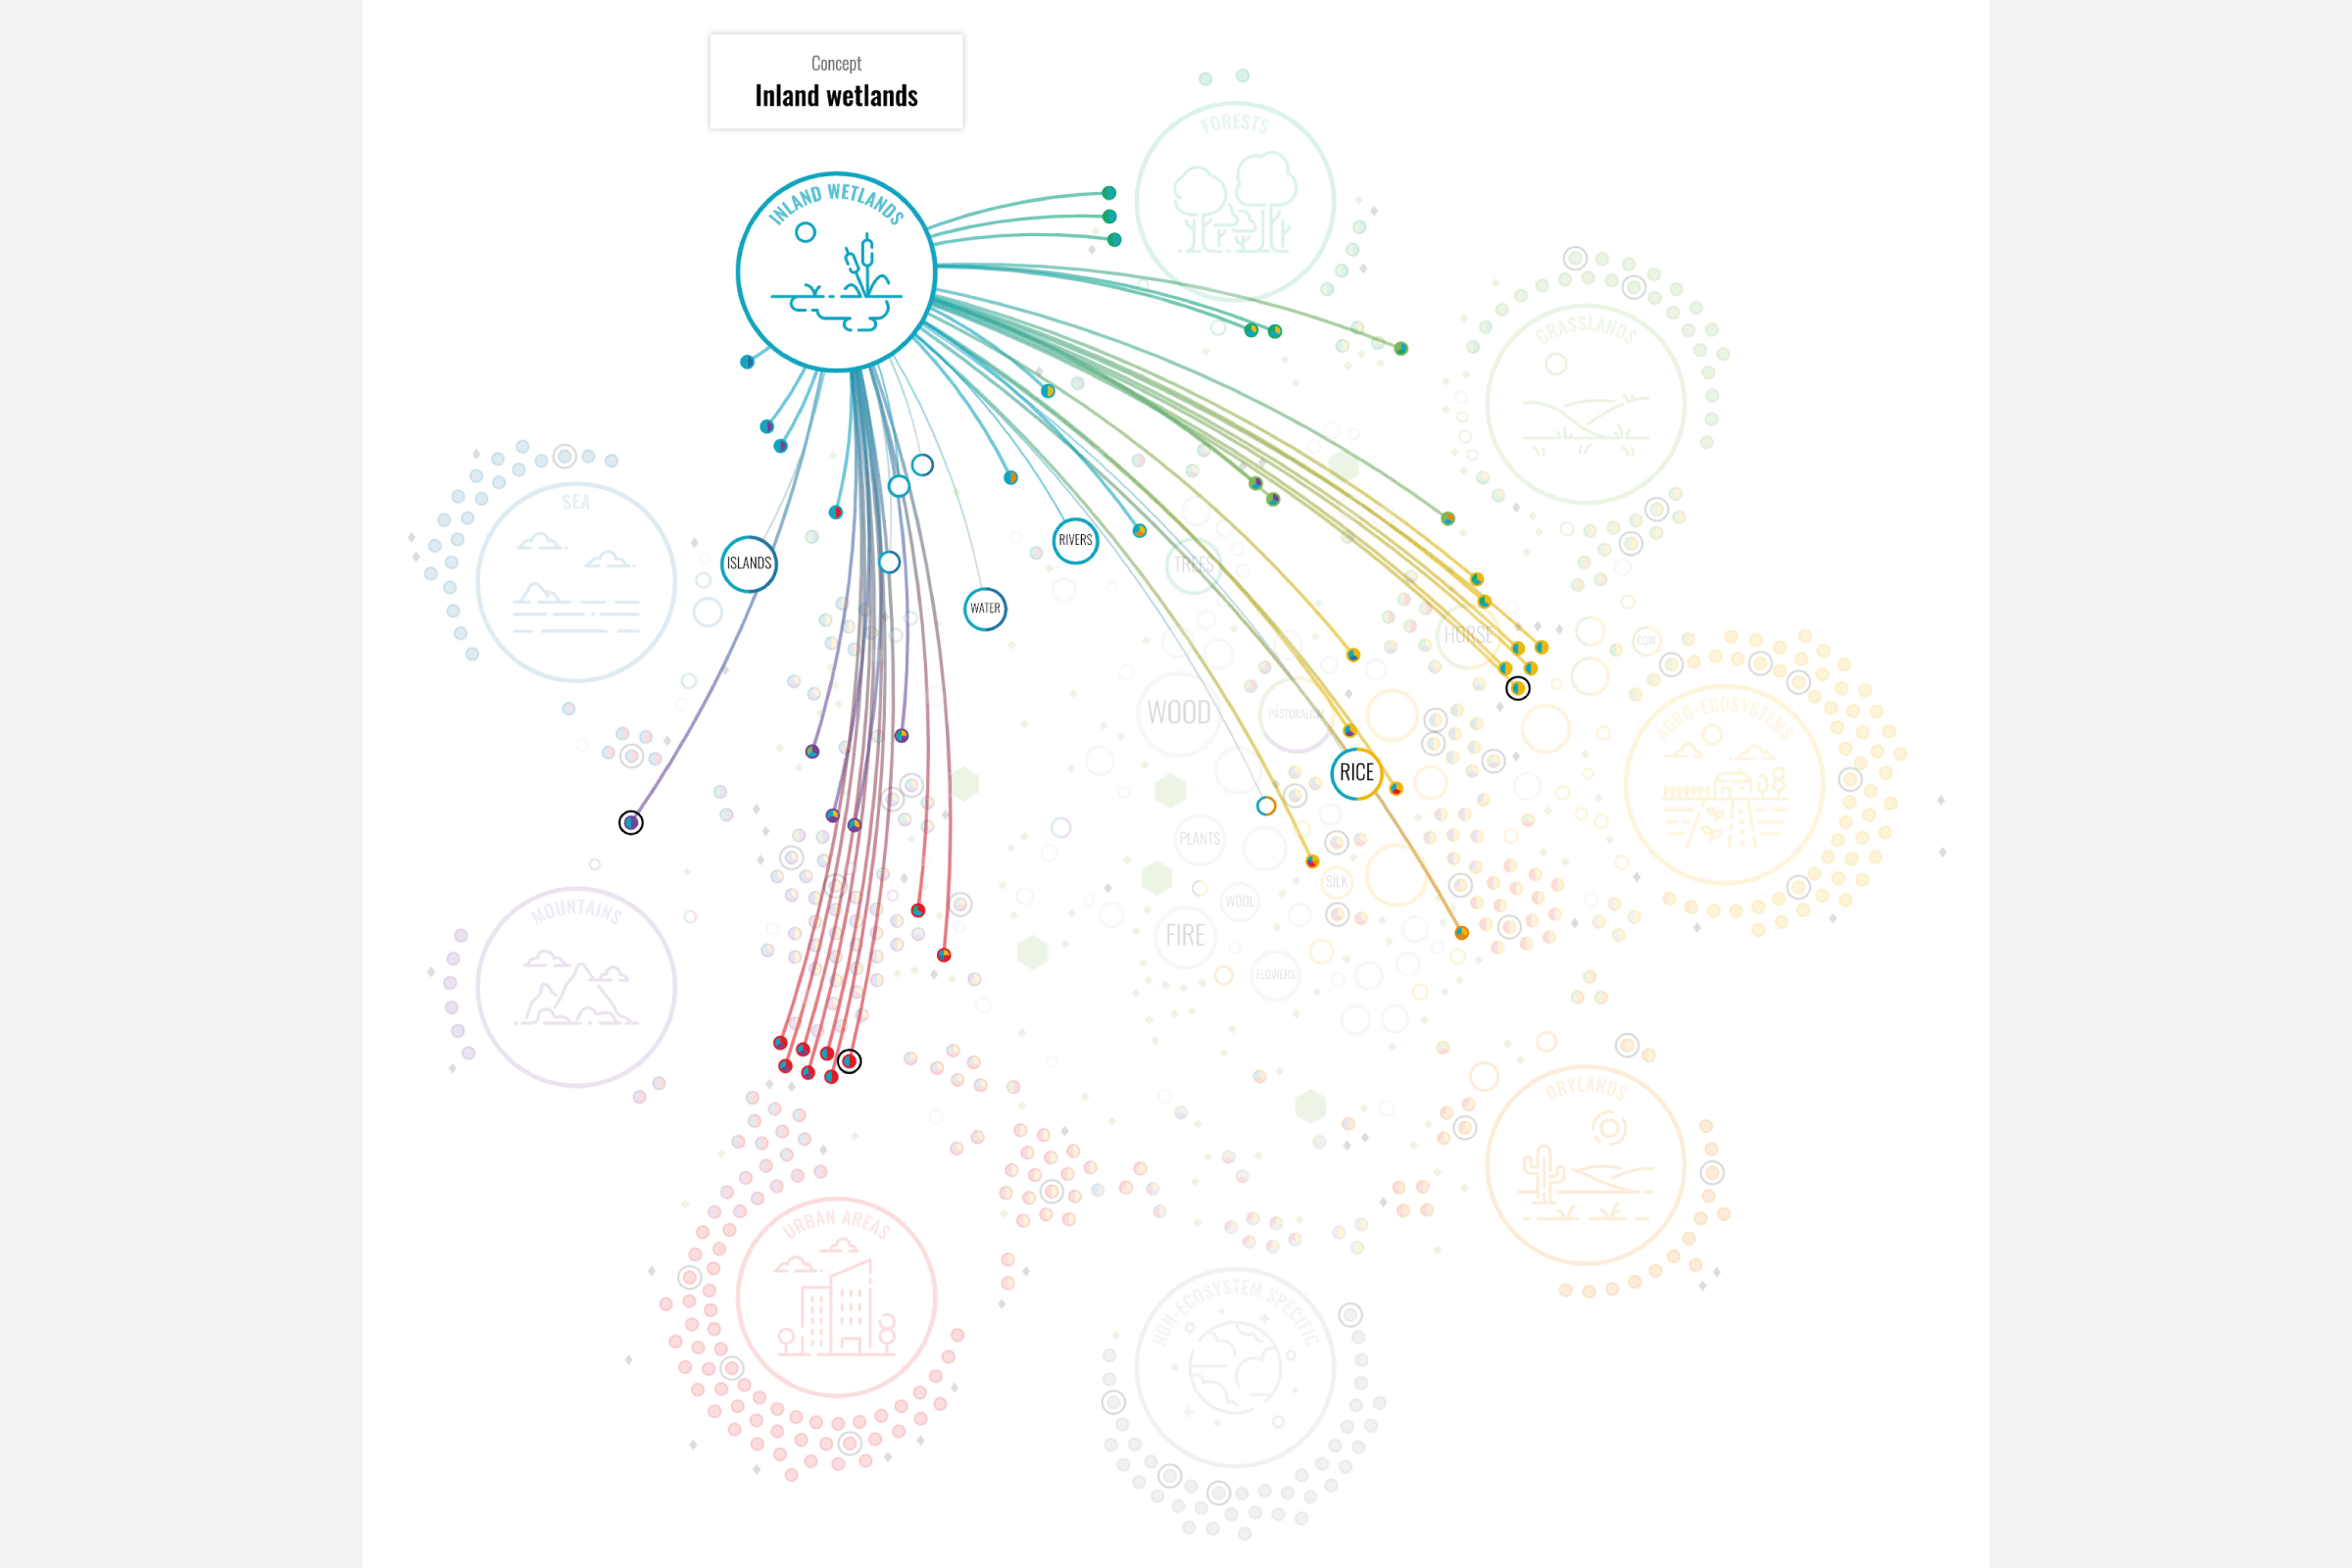 Concept
Inland wetlands
FORESTS
INLAND WETLANDS
GRASSLANDS
SEA
ISLANDS
RIVERS
TREES
WATER
HORSE
COW
WOOD
PASTORALISM
AGRO-ECOSYSTEMS
RICE
PLANTS
SILK
WOOL
MOUNTAINS
FIRE
FLOWERS
DRYLANDS
URBAN AREAS
NON-ECOSYSTEM SPECIFIC